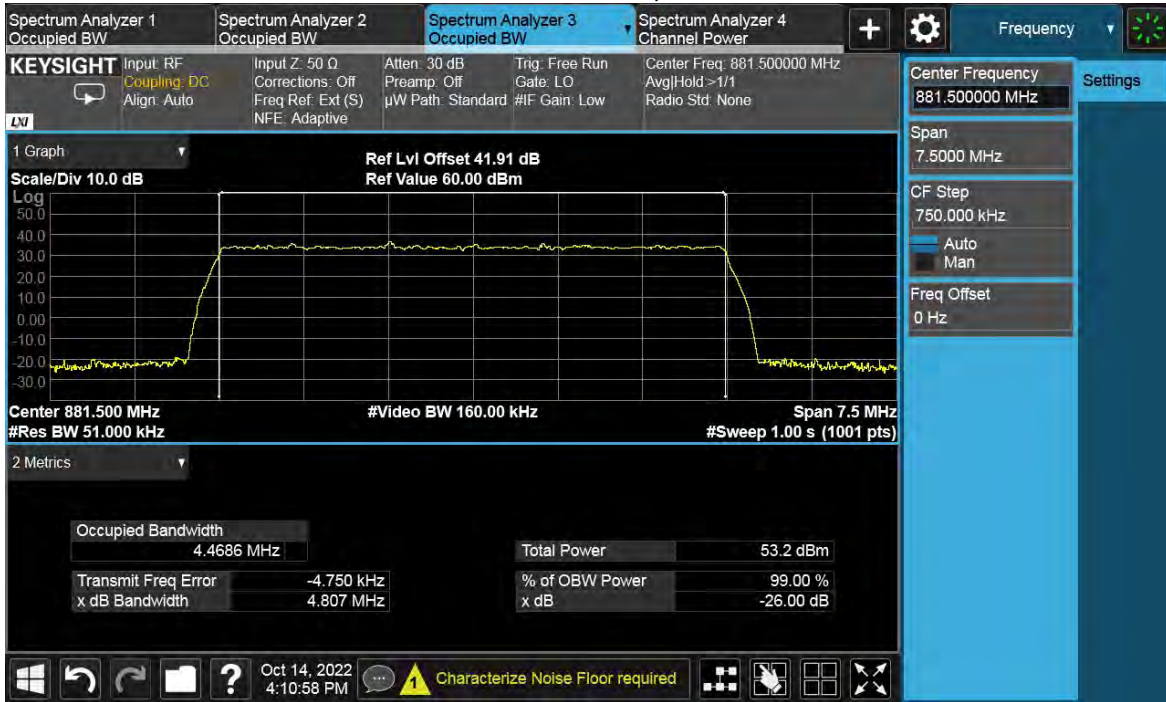 Spectrum Analyzer 1
Occupied BW
Spectrum Analyzer 2
Occupied BW
Spectrum Analyzer 3
Occupied BW
Spectrum Analyzer 4
Channel Power
+
Frequency
KEYSIGHT
LXI
Input: RF
Coupling: DC
Align: Auto
Input Z: 50 Ω
Corrections: Off
Freq Ref: Ext (S)
NFE: Adaptive
Atten: 30 dB
Preamp: Off
µW Path: Standard
Trig: Free Run
Gate: LO
#IF Gain: Low
Center Freq: 881.500000 MHz
Avg|Hold:>1/1
Radio Std: None
Center Frequency
881.500000 MHz
Settings
Span
7.5000 MHz
CF Step
750.000 kHz
Auto
Man
Freq Offset
0 Hz
1 Graph
Scale/Div 10.0 dB
Ref Lvl Offset 41.91 dB
Ref Value 60.00 dBm
Log
50.0
40.0
30.0
20.0
10.0
0.00
-10.0
-20.0
-30.0
Center 881.500 MHz
#Res BW 51.000 kHz
#Video BW 160.00 kHz
Span 7.5 MHz
#Sweep 1.00 s (1001 pts)
2 Metrics
Occupied Bandwidth
4.4686 MHz
Total Power 53.2 dBm
Transmit Freq Error -4.750 kHz
% of OBW Power 99.00 %
x dB Bandwidth 4.807 MHz
x dB -26.00 dB
?
Oct 14, 2022
4:10:58 PM
1
Characterize Noise Floor required